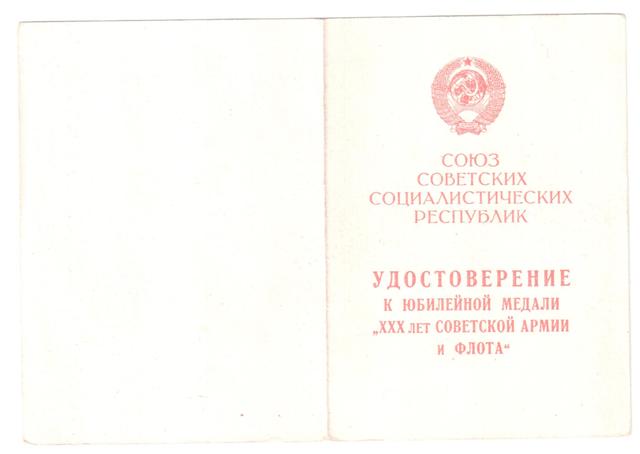 СОЮЗ
СОВЕТСКИХ
СОЦИАЛИСТИЧЕСКИХ
РЕСПУБЛИК
УДОСТОВЕРЕНИЕ
К ЮБИЛЕЙНОЙ МЕДАЛИ
„XXX ЛЕТ СОВЕТСКОЙ АРМИИ
И ФЛОТА“